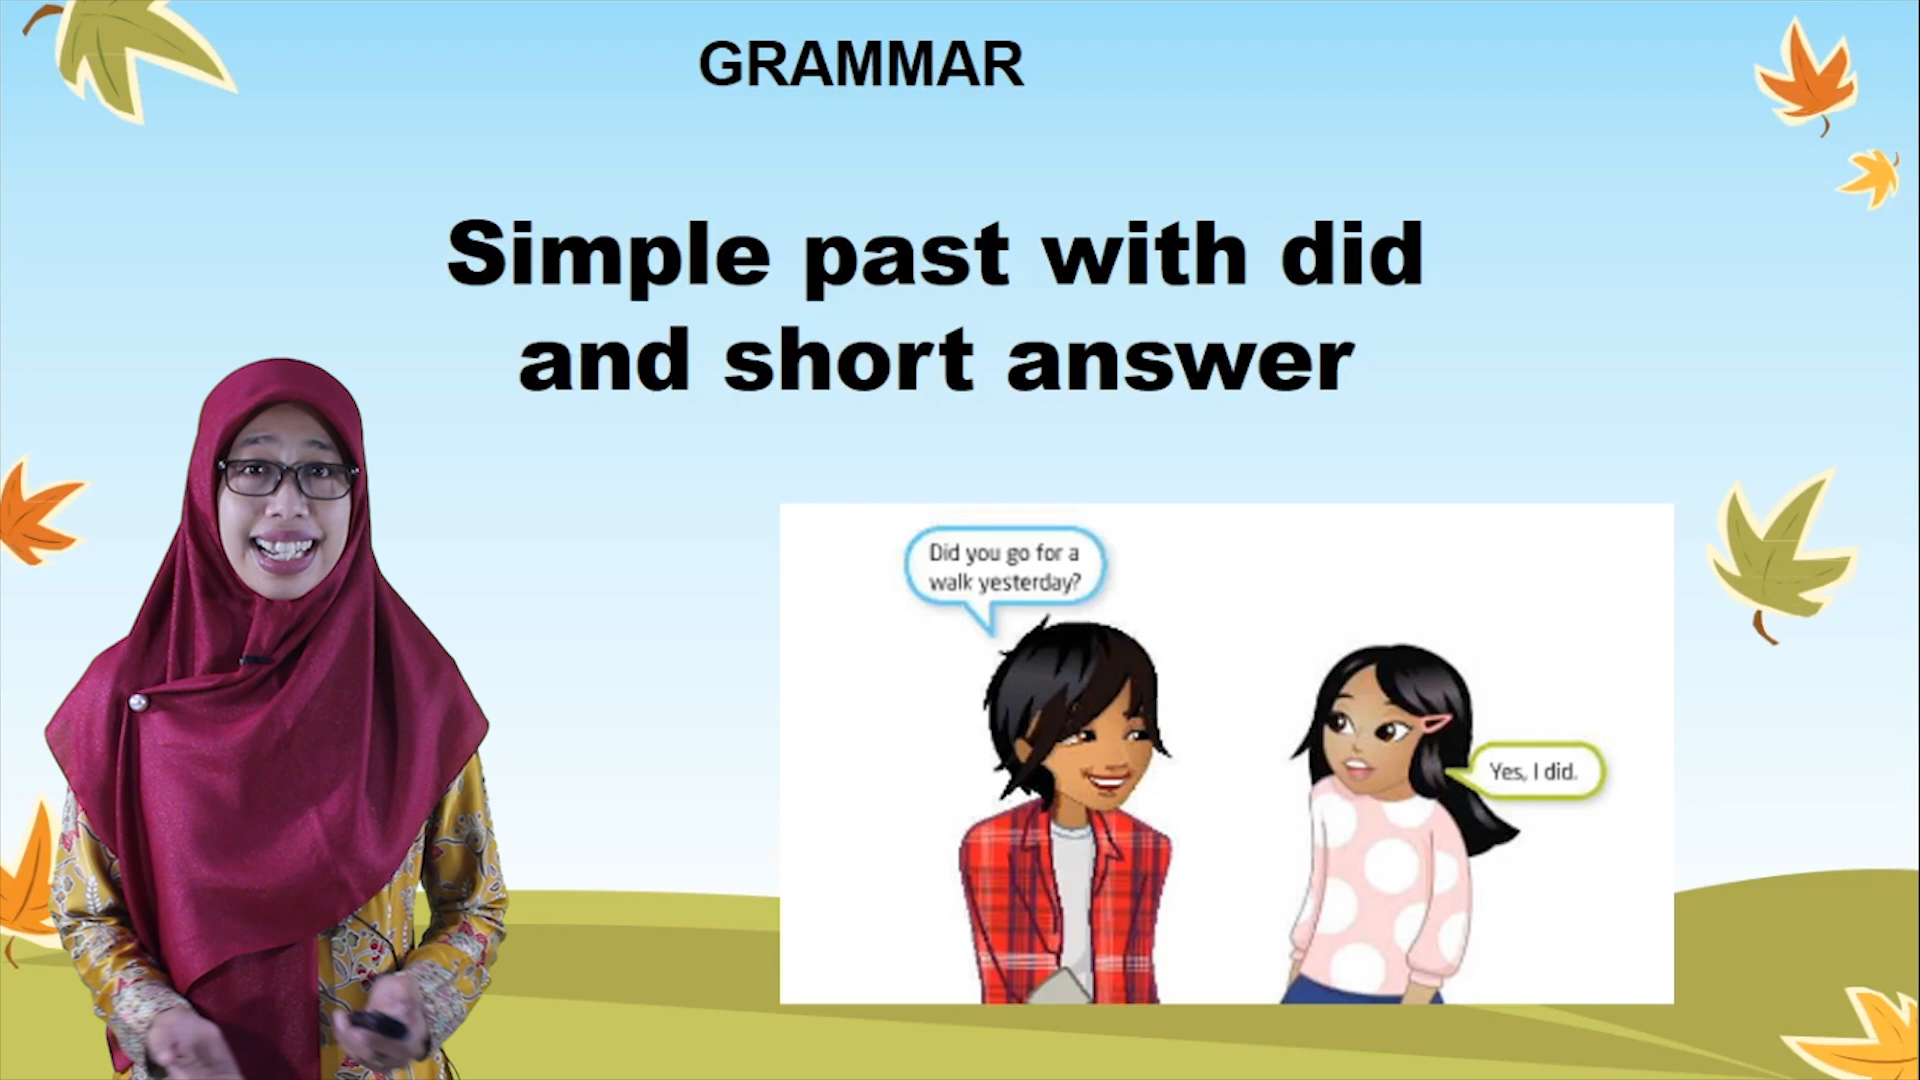 GRAMMAR
Simple past with did
and short answer
Did you go for a
walk yesterday?
Yes, I did.